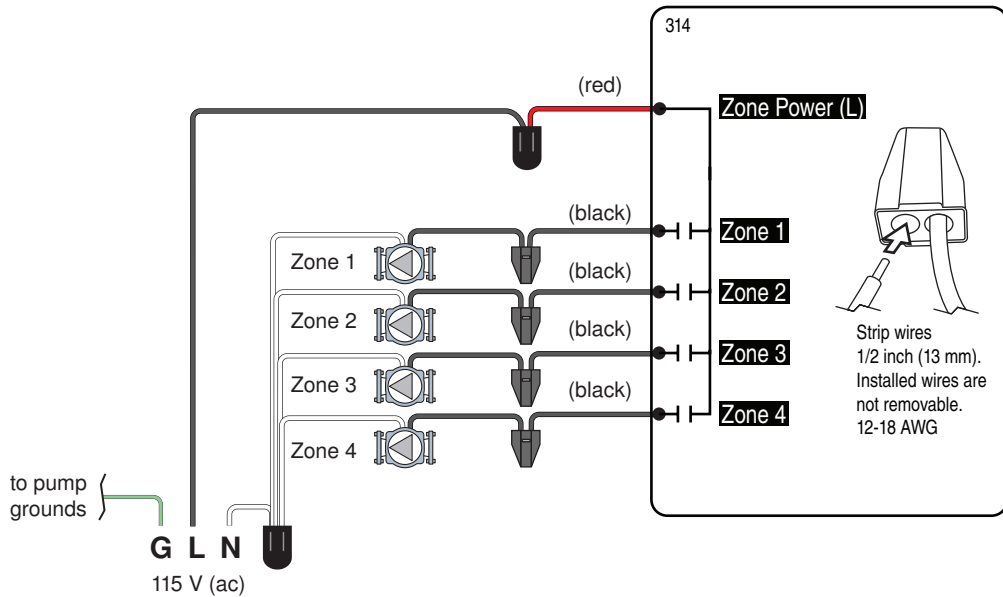 314
(red)
Zone Power (L)
(black)
Zone 1
Zone 1
(black)
Zone 2
Zone 2
(black)
Zone 3
Zone 3
(black)
Zone 4
Zone 4
Strip wires
1/2 inch (13 mm).
Installed wires are
not removable.
12-18 AWG
to pump
grounds
G L N
115 V (ac)